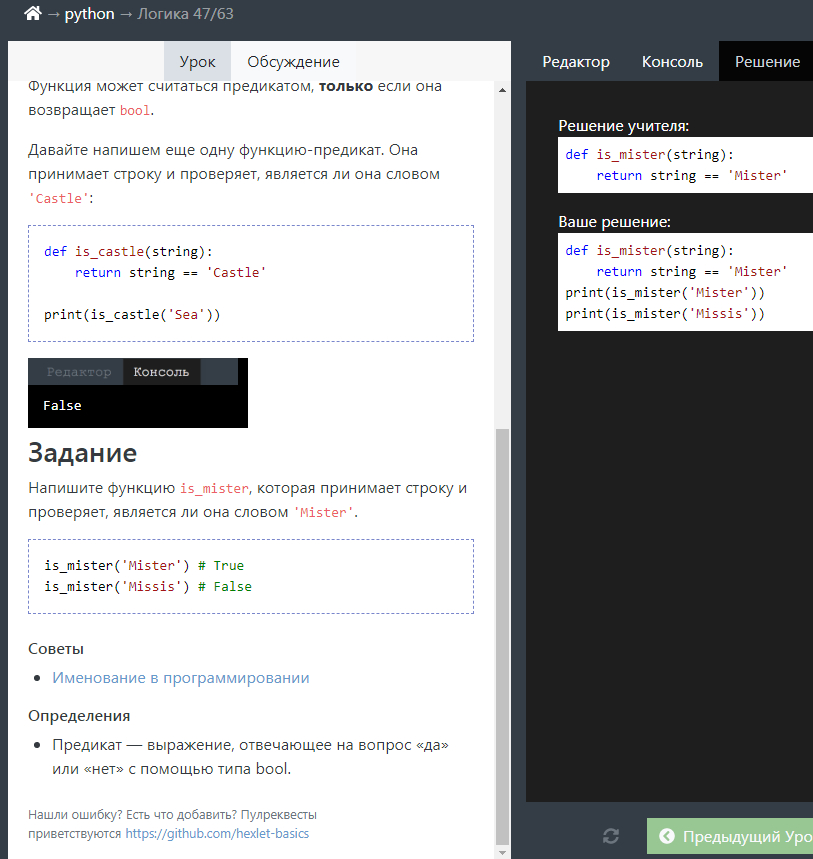 → python → Логика 47/63
Урок Обсуждение
Функция может считаться предикатом, только если она
возвращает bool.
Давайте напишем еще одну функцию-предикат. Она
принимает строку и проверяет, является ли она словом
'Castle':
def is_castle(string):
    return string == 'Castle'
print(is_castle('Sea'))
Редактор Консоль
False
Задание
Напишите функцию is_mister, которая принимает строку и
проверяет, является ли она словом 'Mister'.
is_mister('Mister') # True
is_mister('Missis') # False
Советы
• Именование в программировании
Определения
• Предикат — выражение, отвечающее на вопрос «да»
или «нет» с помощью типа bool.
Нашли ошибку? Есть что добавить? Пулреквесты
приветствуются https://github.com/hexlet-basics
Редактор Консоль Решение
Решение учителя:
def is_mister(string):
    return string == 'Mister'
Ваше решение:
def is_mister(string):
    return string == 'Mister'
print(is_mister('Mister'))
print(is_mister('Missis'))
Предыдущий Уро